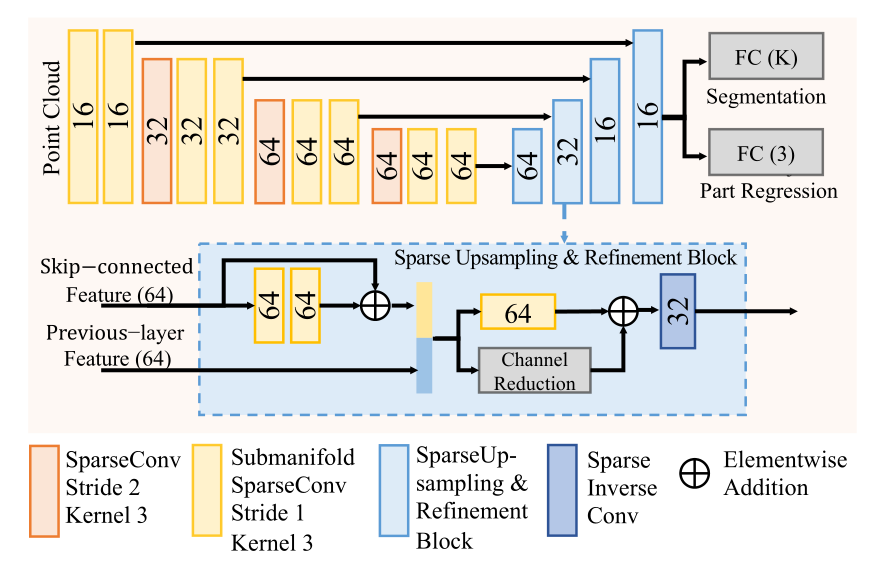 Point Cloud
16
16
32
32
32
64
64
64
64
64
64
64
32
16
16
FC (K)
Segmentation
FC (3)
Part Regression
Sparse Upsampling & Refinement Block
Skip−connected
Feature (64)
Previous−layer
Feature (64)
64
64
64
Channel
Reduction
32
SparseConv
Stride 2
Kernel 3
Submanifold
SparseConv
Stride 1
Kernel 3
SparseUp-
sampling &
Refinement
Block
Sparse
Inverse
Conv
Elementwise
Addition